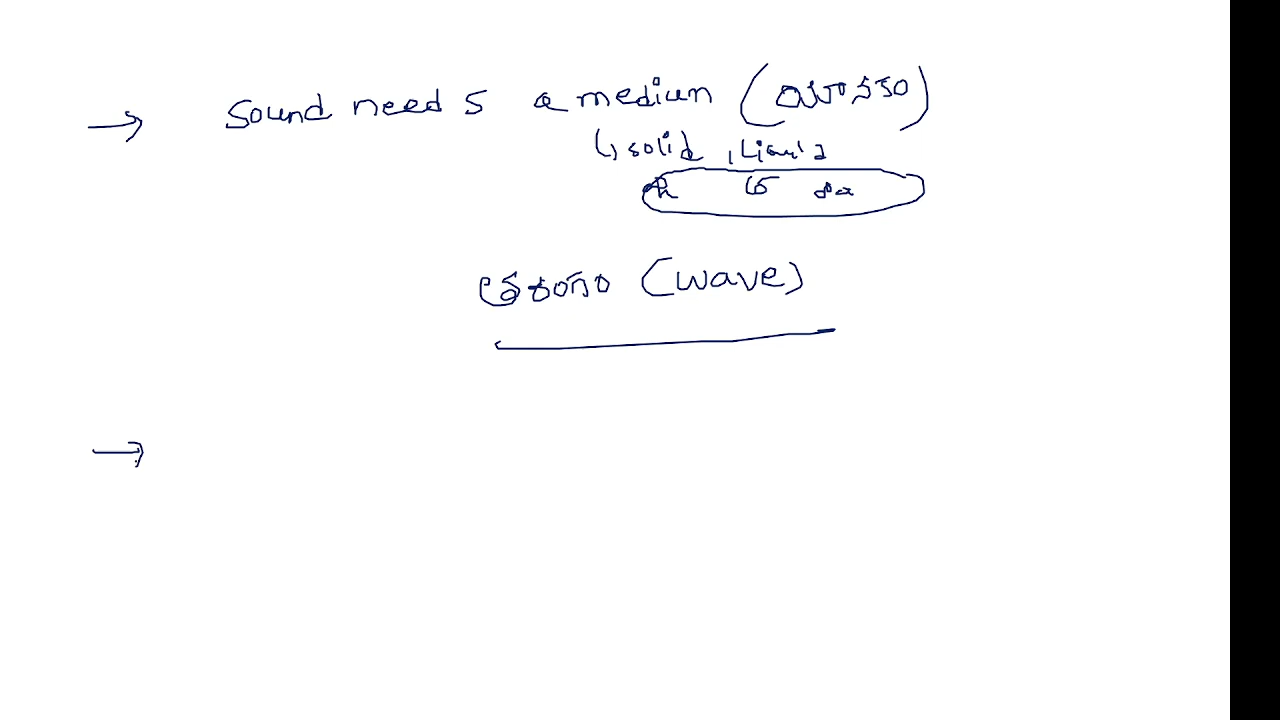 → Sound needs a medium (యానకం)
↳ solid, Liquid
ఘ ద్ర వా
తరంగం (wave)
→